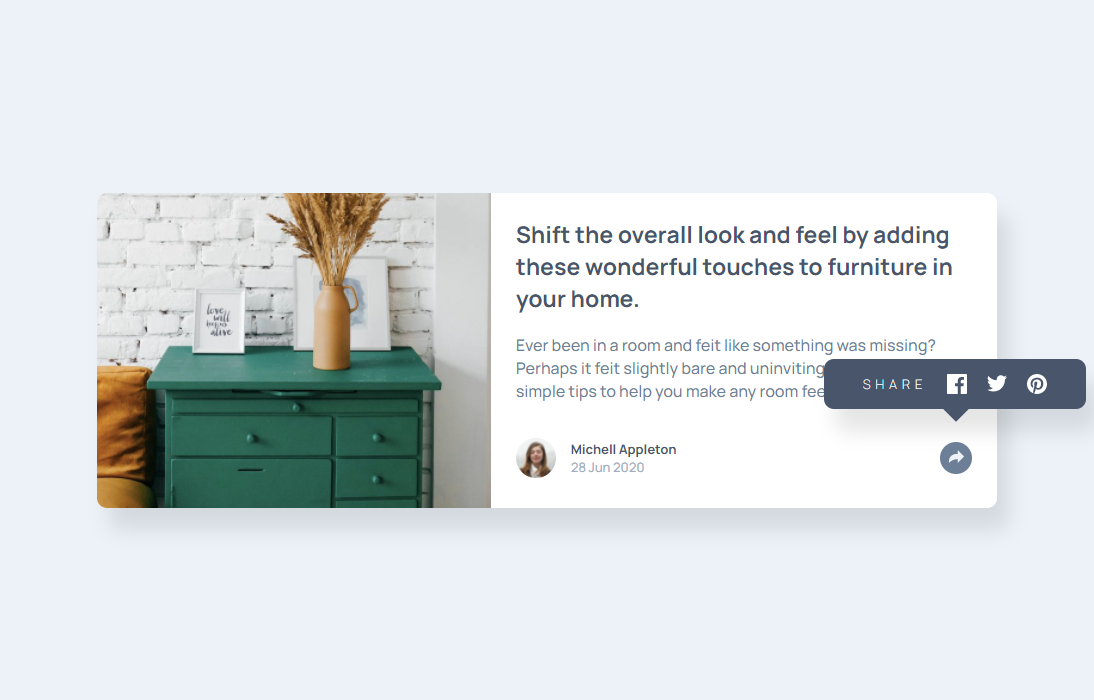 love
will
keep us
alive
Shift the overall look and feel by adding
these wonderful touches to furniture in
your home.
Ever been in a room and feit like something was missing?
Perhaps it feit slightly bare and uninviting
simple tips to help you make any room fee
SHARE
Michell Appleton
28 Jun 2020